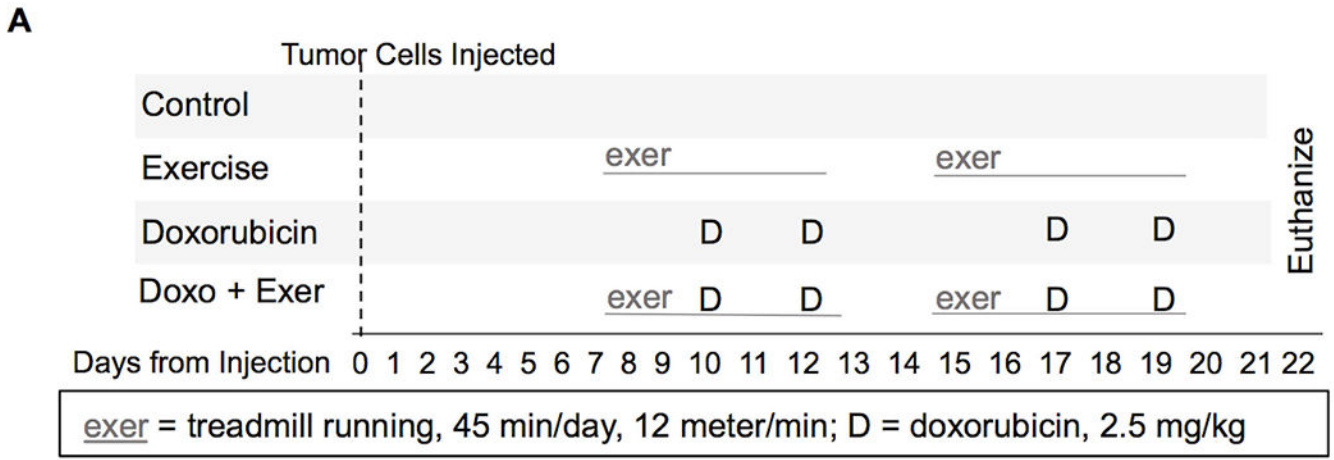 A
Tumor Cells Injected
Control
Exercise exer exer
Doxorubicin D D D D
Doxo + Exer exer D D exer D D
Euthanize
Days from Injection 0 1 2 3 4 5 6 7 8 9 10 11 12 13 14 15 16 17 18 19 20 21 22
exer = treadmill running, 45 min/day, 12 meter/min; D = doxorubicin, 2.5 mg/kg